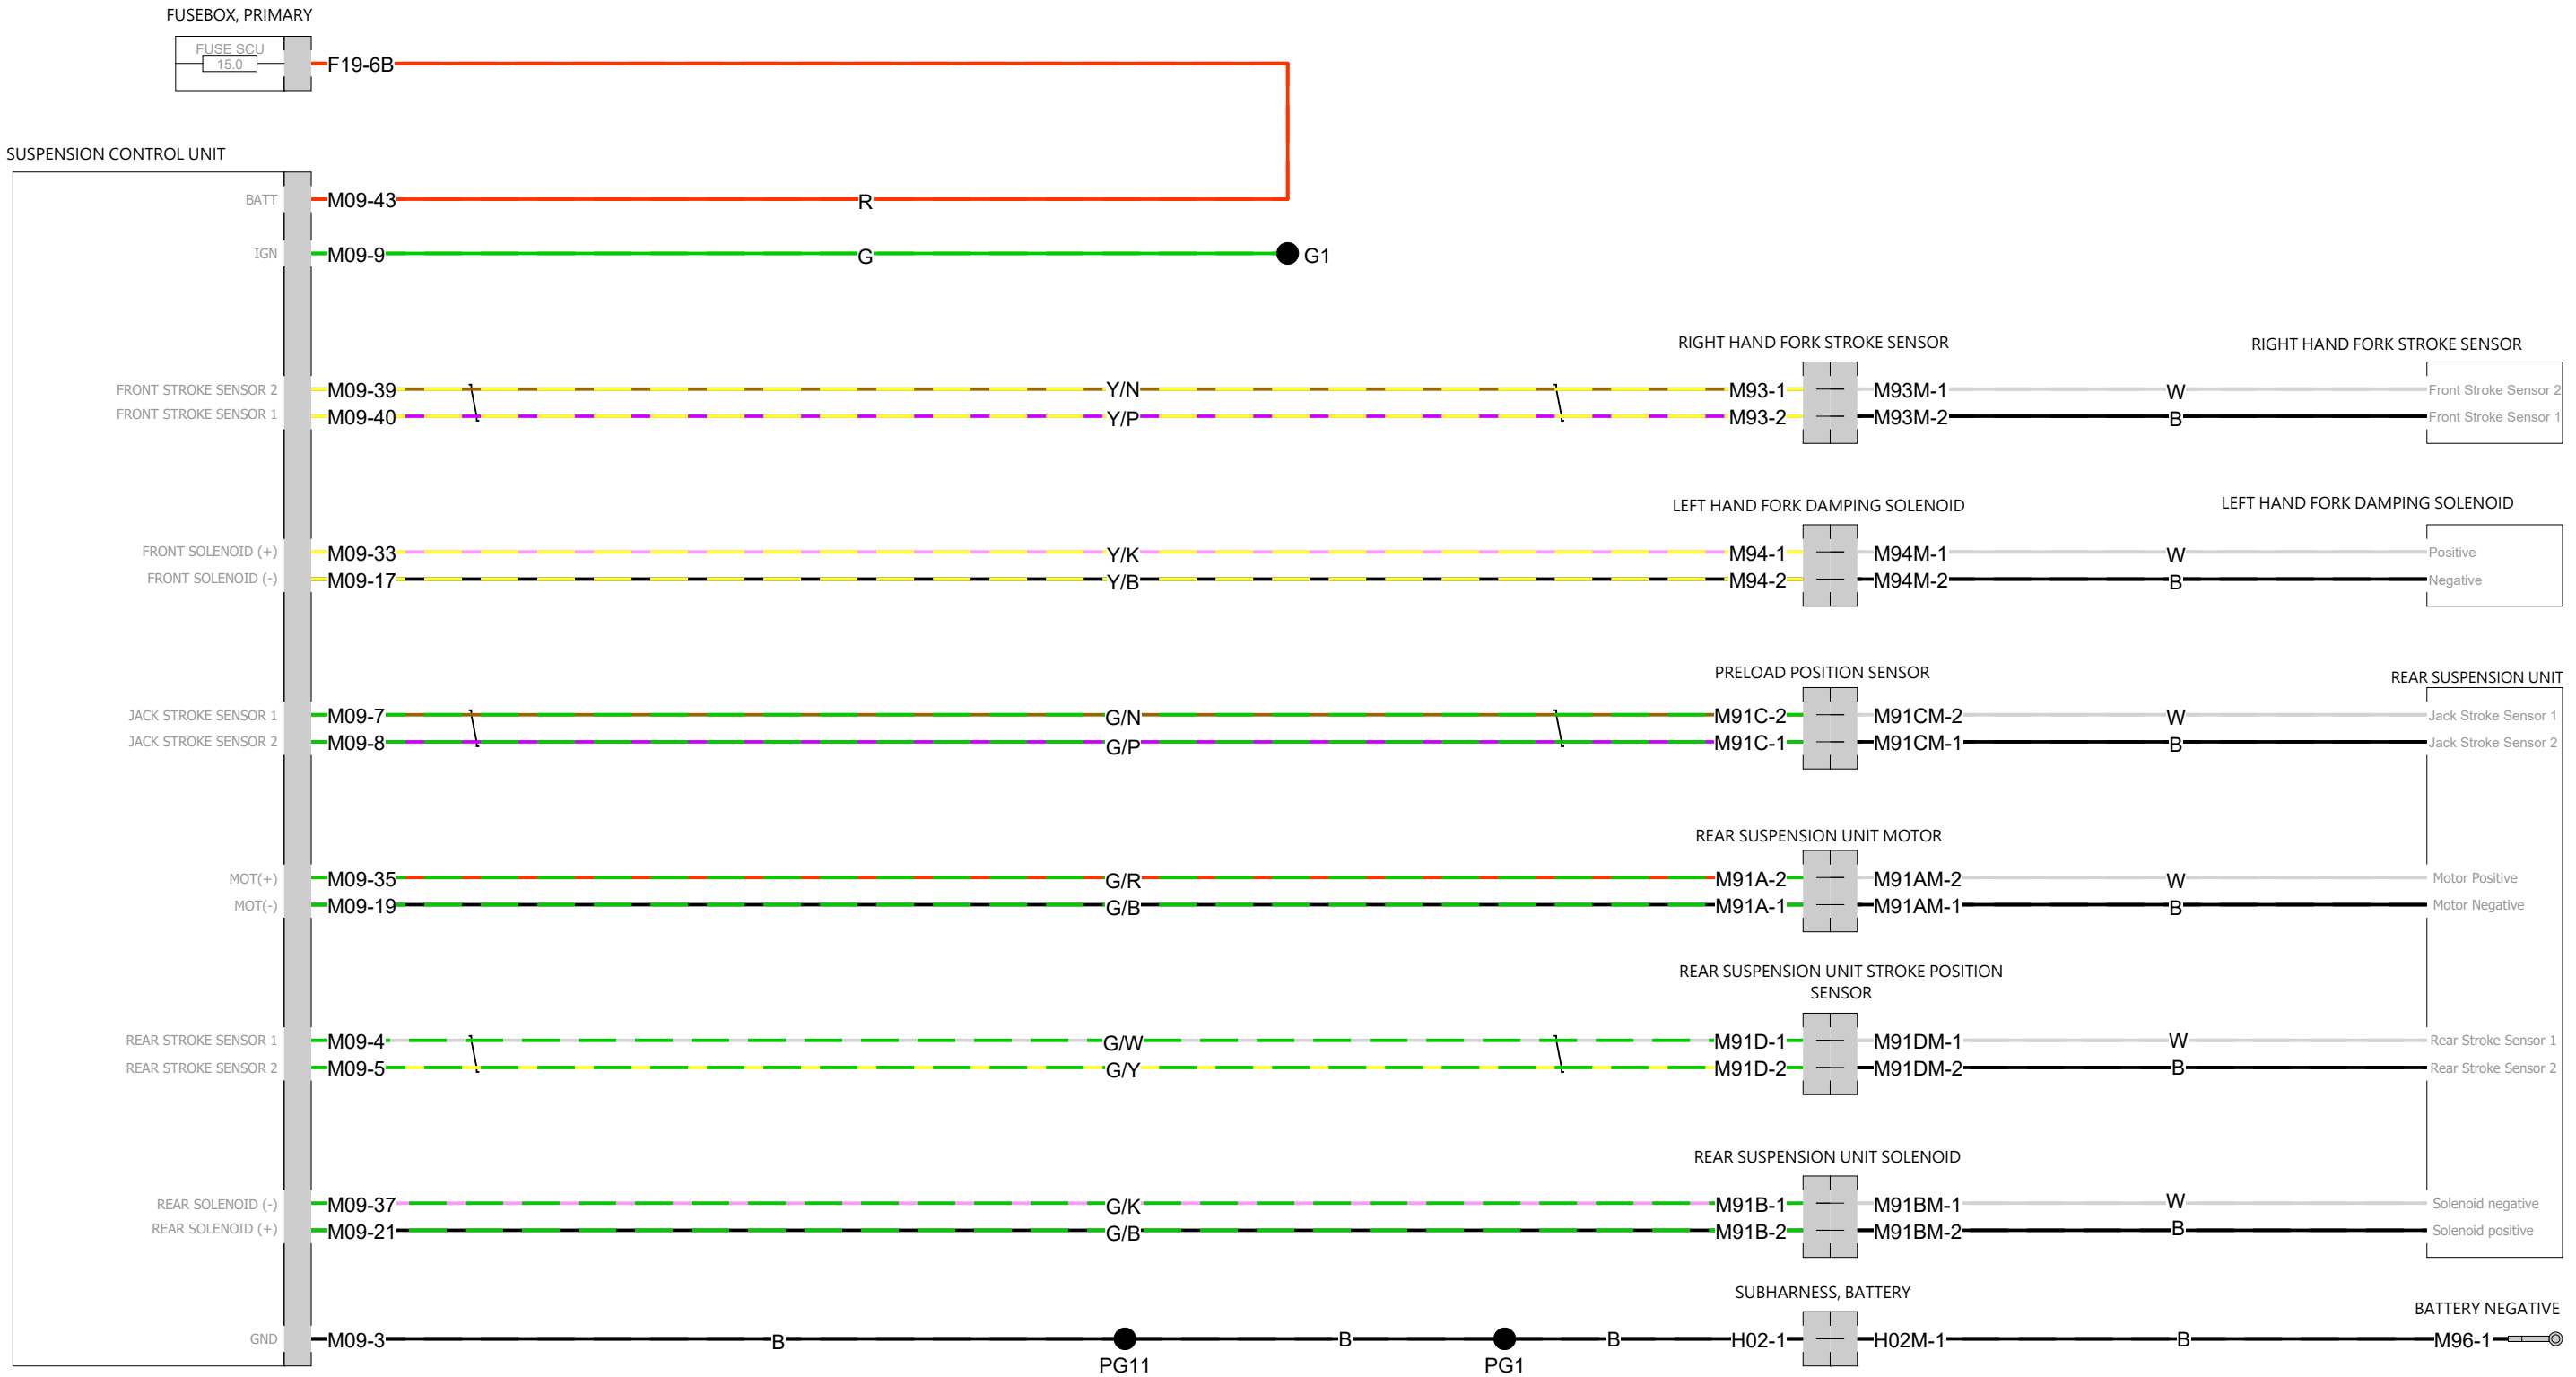 FUSEBOX, PRIMARY
FUSE SCU
15.0
F19-6B
SUSPENSION CONTROL UNIT
BATT M09-43 R
IGN M09-9 G G1
RIGHT HAND FORK STROKE SENSOR RIGHT HAND FORK STROKE SENSOR
FRONT STROKE SENSOR 2 M09-39 Y/N M93-1 M93M-1 W Front Stroke Sensor 2
FRONT STROKE SENSOR 1 M09-40 Y/P M93-2 M93M-2 B Front Stroke Sensor 1
LEFT HAND FORK DAMPING SOLENOID LEFT HAND FORK DAMPING SOLENOID
FRONT SOLENOID (+) M09-33 Y/K M94-1 M94M-1 W Positive
FRONT SOLENOID (-) M09-17 Y/B M94-2 M94M-2 B Negative
PRELOAD POSITION SENSOR REAR SUSPENSION UNIT
JACK STROKE SENSOR 1 M09-7 G/N M91C-2 M91CM-2 W Jack Stroke Sensor 1
JACK STROKE SENSOR 2 M09-8 G/P M91C-1 M91CM-1 B Jack Stroke Sensor 2
REAR SUSPENSION UNIT MOTOR
MOT(+) M09-35 G/R M91A-2 M91AM-2 W Motor Positive
MOT(-) M09-19 G/B M91A-1 M91AM-1 B Motor Negative
REAR SUSPENSION UNIT STROKE POSITION
SENSOR
REAR STROKE SENSOR 1 M09-4 G/W M91D-1 M91DM-1 W Rear Stroke Sensor 1
REAR STROKE SENSOR 2 M09-5 G/Y M91D-2 M91DM-2 B Rear Stroke Sensor 2
REAR SUSPENSION UNIT SOLENOID
REAR SOLENOID (-) M09-37 G/K M91B-1 M91BM-1 W Solenoid negative
REAR SOLENOID (+) M09-21 G/B M91B-2 M91BM-2 B Solenoid positive
SUBHARNESS, BATTERY
BATTERY NEGATIVE
GND M09-3 B B B H02-1 H02M-1 B M96-1
PG11 PG1